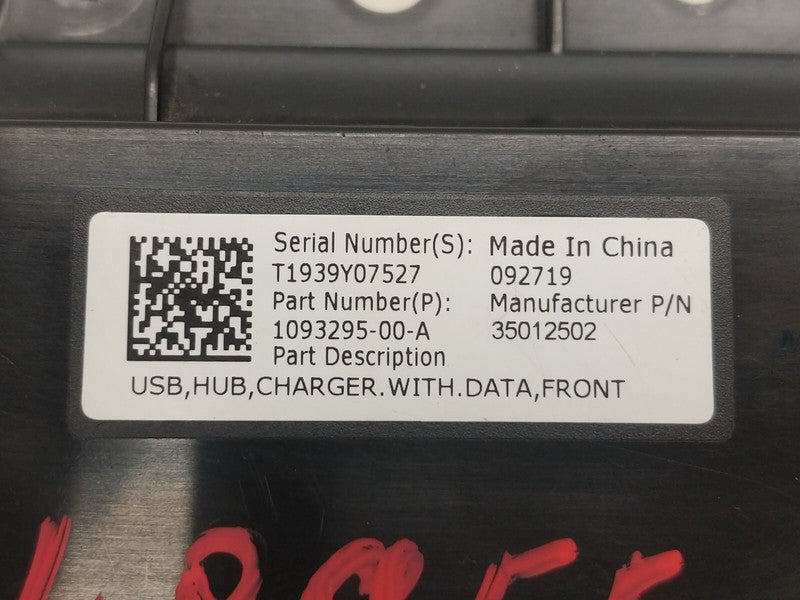 Serial Number(S):
T1939Y07527
Part Number(P):
1093295-00-A
Part Description
Made In China
092719
Manufacturer P/N
35012502
USB,HUB,CHARGER.WITH.DATA,FRONT